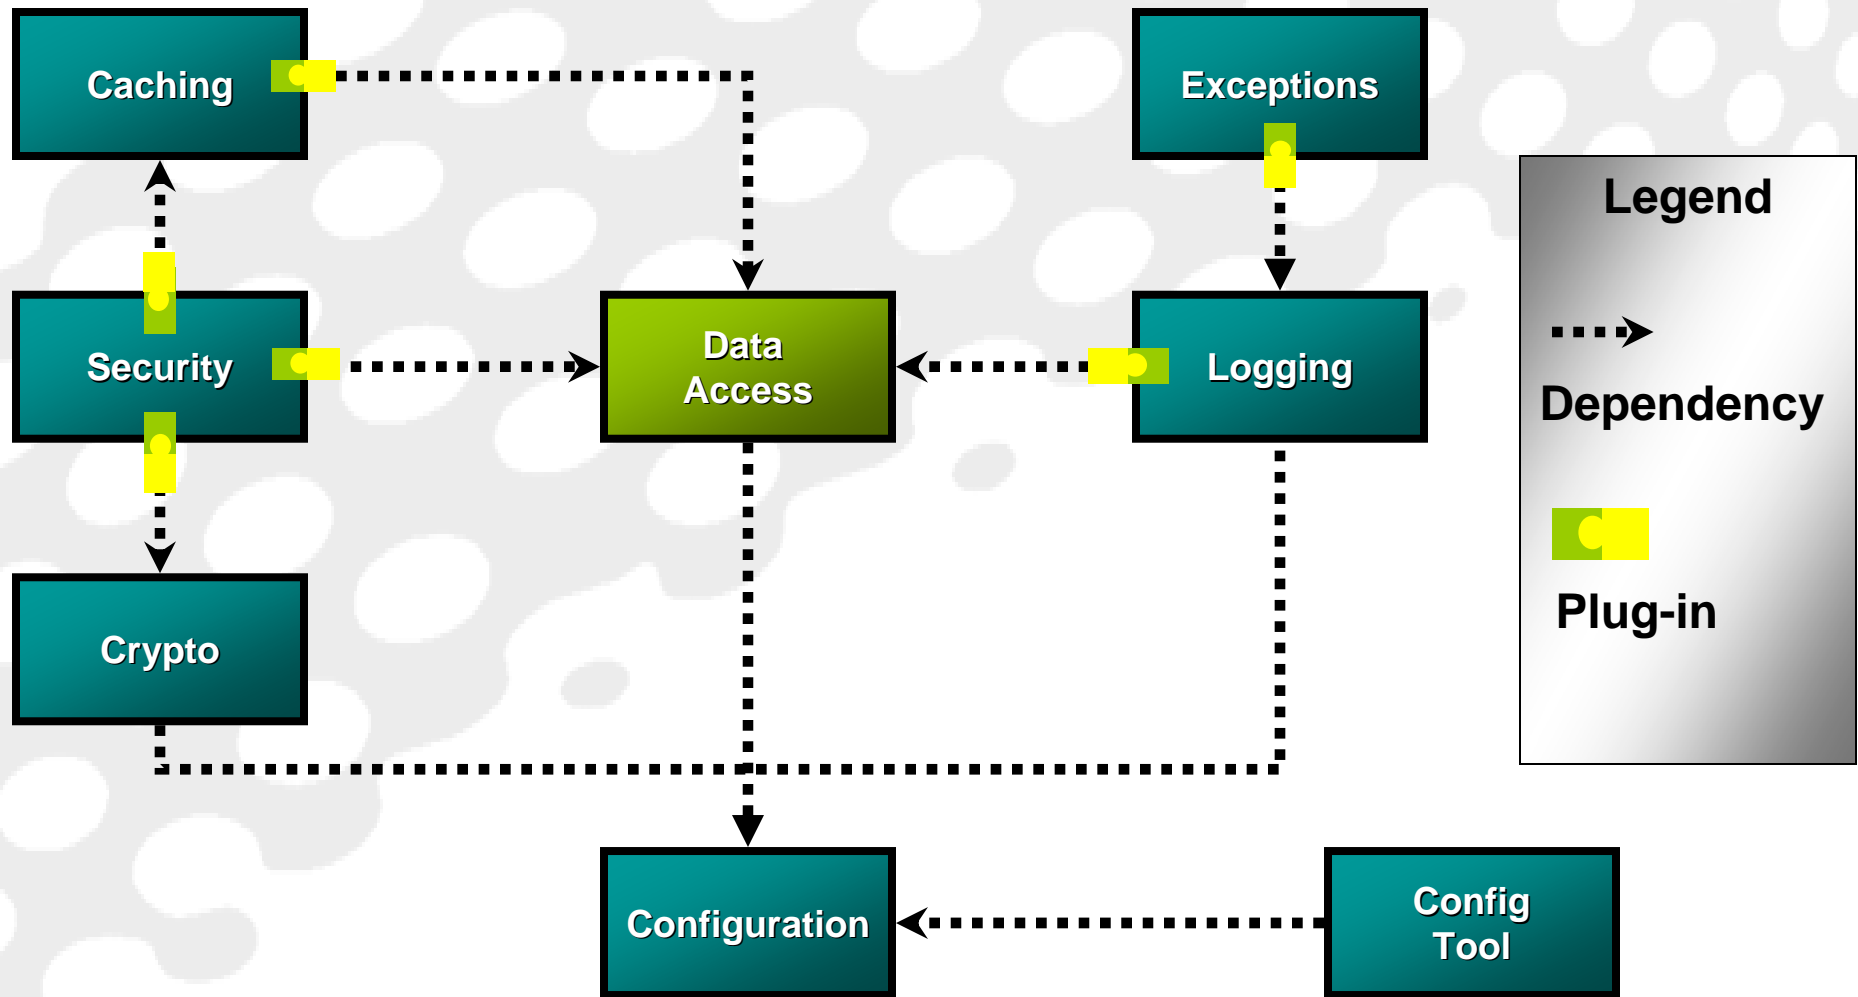 Caching
Exceptions
Legend
Security
Data
Access
Logging
Dependency
Plug-in
Crypto
Configuration
Config
Tool